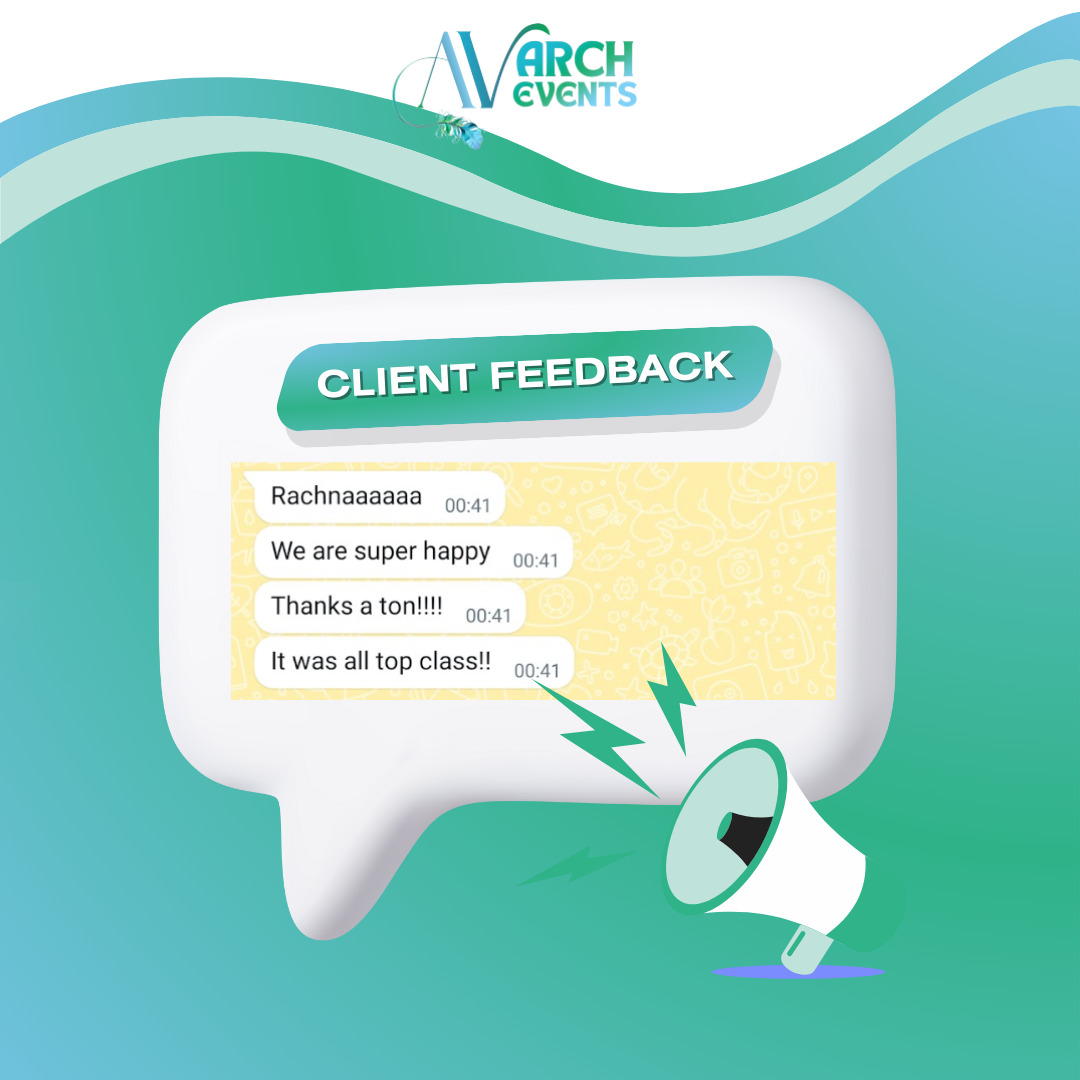 AV ARCH
EVENTS
CLIENT FEEDBACK
Rachnaaaaaa 00:41
We are super happy 00:41
Thanks a ton!!!! 00:41
It was all top class!! 00:41